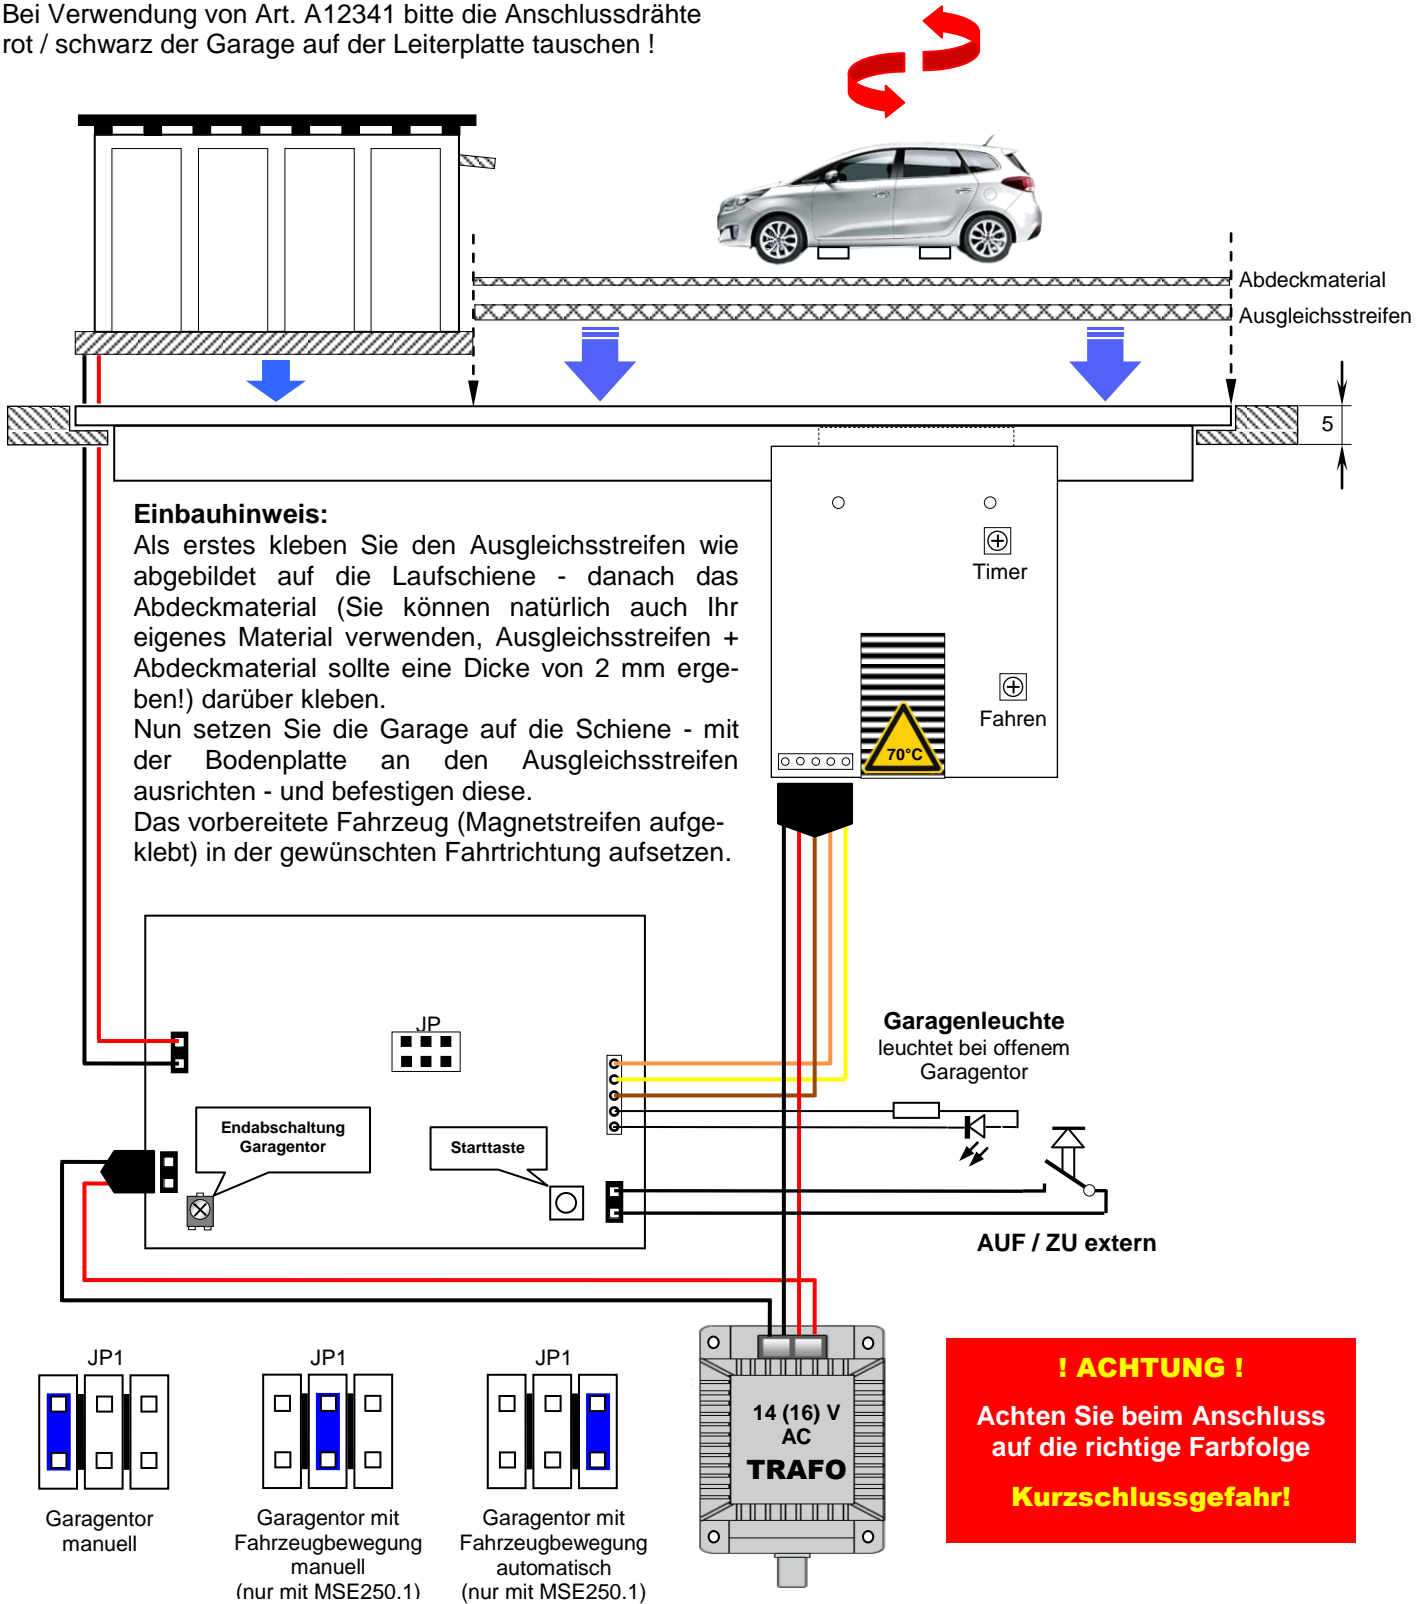 Bei Verwendung von Art. A12341 bitte die Anschlussdrähte
rot / schwarz der Garage auf der Leiterplatte tauschen !
Abdeckmaterial
Ausgleichsstreifen
5
Einbauhinweis:
Als erstes kleben Sie den Ausgleichsstreifen wie
abgebildet auf die Laufschiene - danach das
Abdeckmaterial (Sie können natürlich auch Ihr
eigenes Material verwenden, Ausgleichsstreifen +
Abdeckmaterial sollte eine Dicke von 2 mm erge-
ben!) darüber kleben.
Nun setzen Sie die Garage auf die Schiene - mit
der Bodenplatte an den Ausgleichsstreifen
ausrichten - und befestigen diese.
Das vorbereitete Fahrzeug (Magnetstreifen aufge-
klebt) in der gewünschten Fahrtrichtung aufsetzen.
Timer
Fahren
70°C
JP
Garagenleuchte
leuchtet bei offenem
Garagentor
Endabschaltung
Garagentor
Starttaste
AUF / ZU extern
JP1
Garagentor
manuell
JP1
Garagentor mit
Fahrzeugbewegung
manuell
(nur mit MSE250.1)
JP1
Garagentor mit
Fahrzeugbewegung
automatisch
(nur mit MSE250.1)
14 (16) V
AC
TRAFO
! ACHTUNG !
Achten Sie beim Anschluss
auf die richtige Farbfolge
Kurzschlussgefahr!